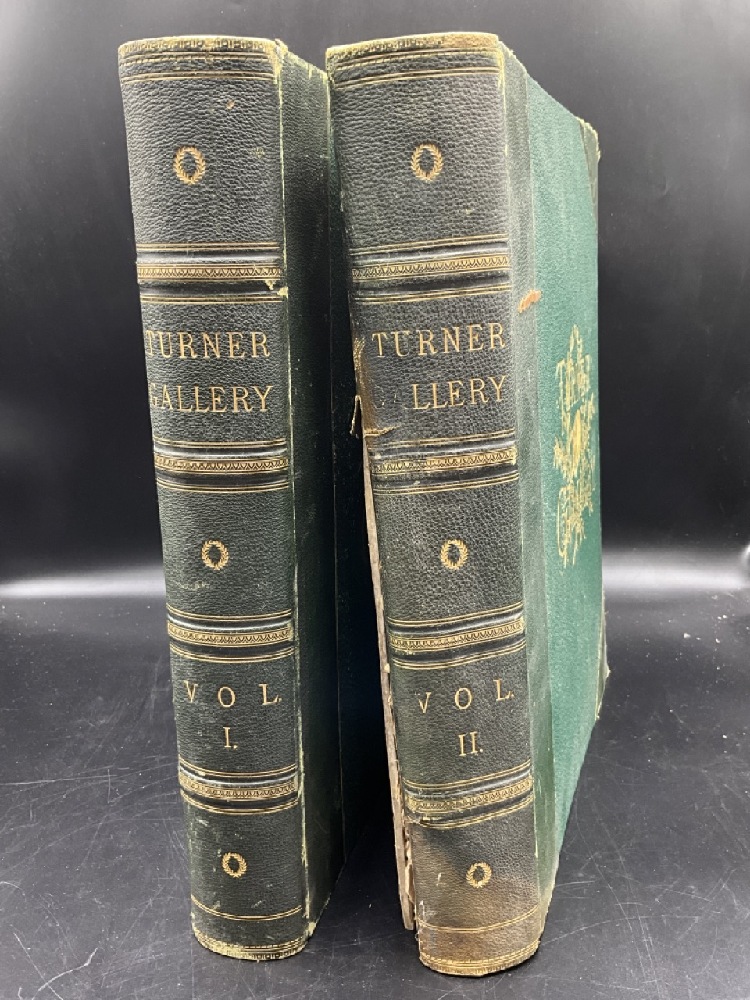 TURNER
GALLERY
VOL.
I.
TURNER
LLERY
VOL.
II.